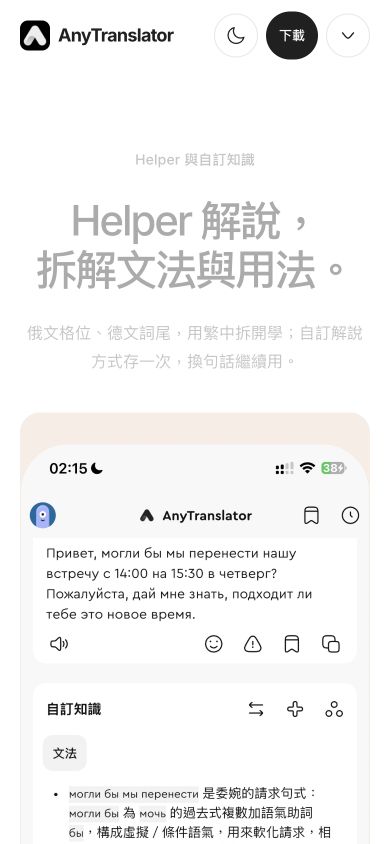 AnyTranslator
下載
Helper 與自訂知識
Helper 解說，
拆解文法與用法。
俄文格位、德文詞尾，用繁中拆開學；自訂解說
方式存一次，換句話繼續用。
02:15
38
AnyTranslator
Привет, могли бы мы перенести нашу
встречу с 14:00 на 15:30 в четверг?
Пожалуйста, дай мне знать, подходит ли
тебе это новое время.
自訂知識
文法
• могли бы мы перенести 是委婉的請求句式：
могли бы 為 мочь 的過去式複數加語氣助詞
бы，構成虛擬 / 條件語氣，用來軟化請求，相